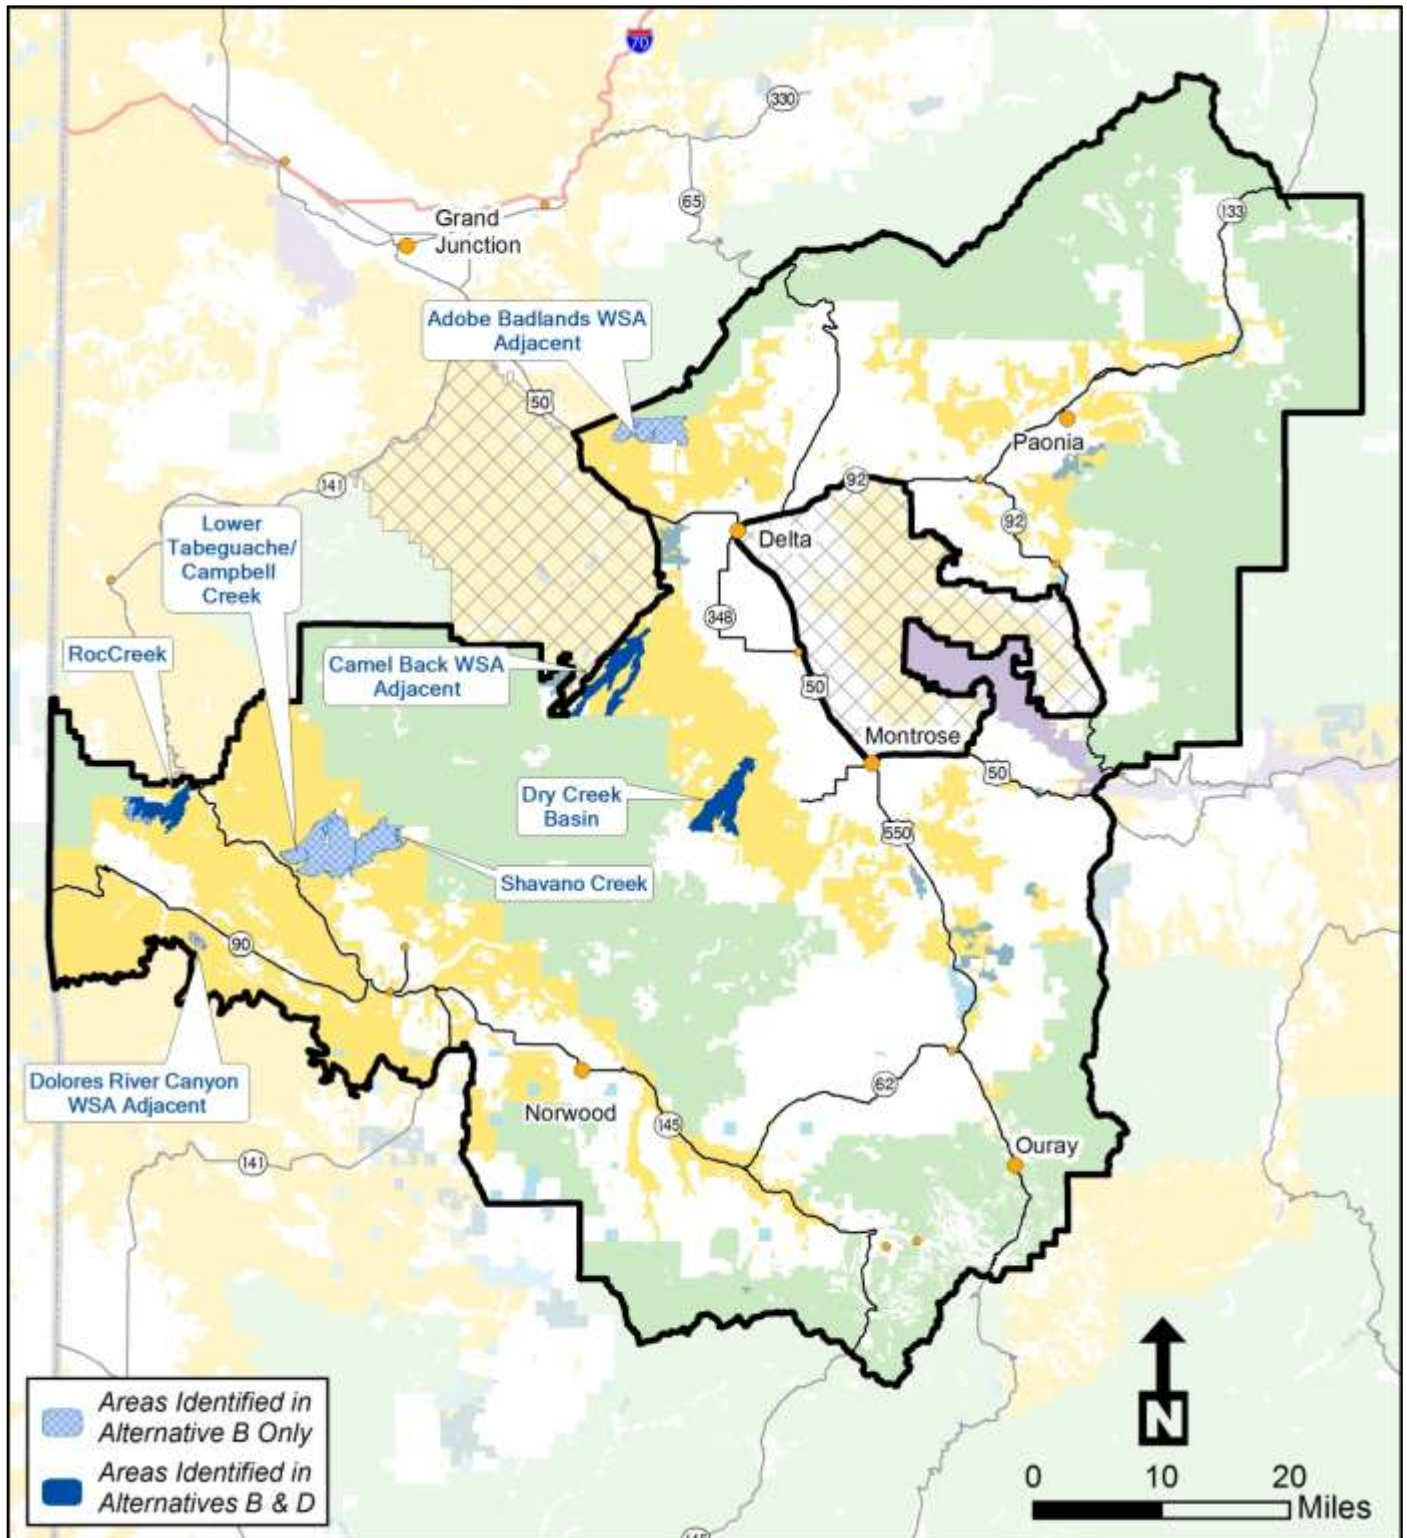 70
330
65
133
Grand
Junction
Adobe Badlands WSA
Adjacent
50
Paonia
141
92
92
Lower
Tabeguache/
Campbell
Creek
Delta
348
RocCreek
Camel Back WSA
Adjacent
50
Montrose
50
Dry Creek
Basin
550
Shavano Creek
90
Dolores River Canyon
WSA Adjacent
62
Norwood
145
Ouray
141
N
Areas Identified in
Alternative B Only
Areas Identified in
Alternatives B & D
0 10 20
Miles